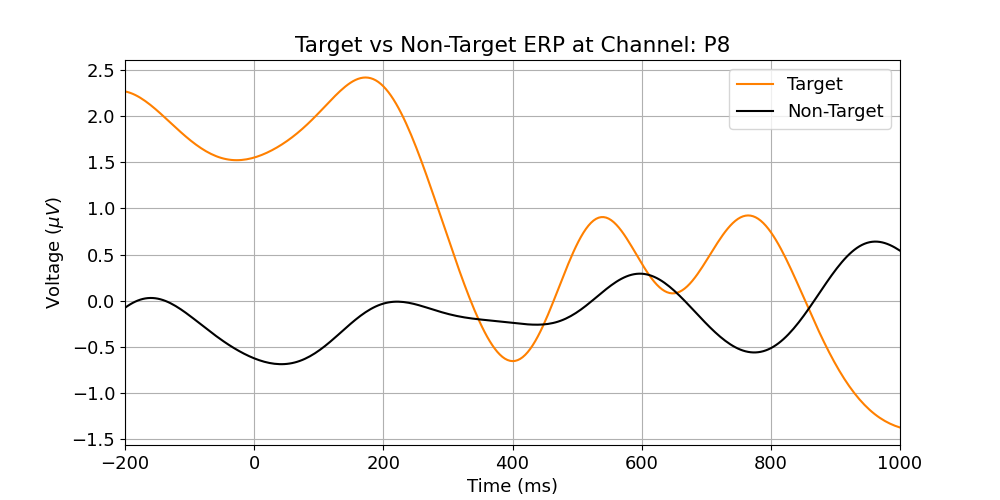 Target vs Non-Target ERP at Channel: P8
Target
Non-Target
Voltage (μV)
2.5
2.0
1.5
1.0
0.5
0.0
−0.5
−1.0
−1.5
−200 0 200 400 600 800 1000
Time (ms)